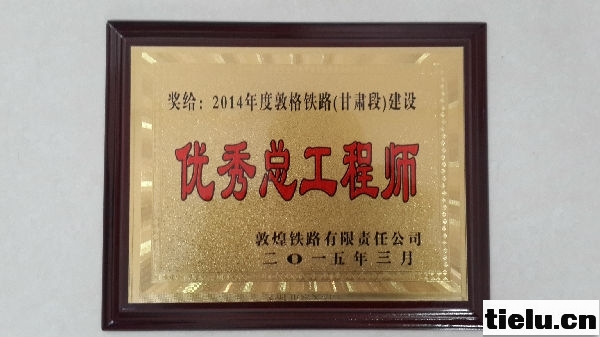 奖给：2014年度敦格铁路(甘肃段)建设
优秀总工程师
敦煌铁路有限责任公司
二〇一五年三月
tielu.cn